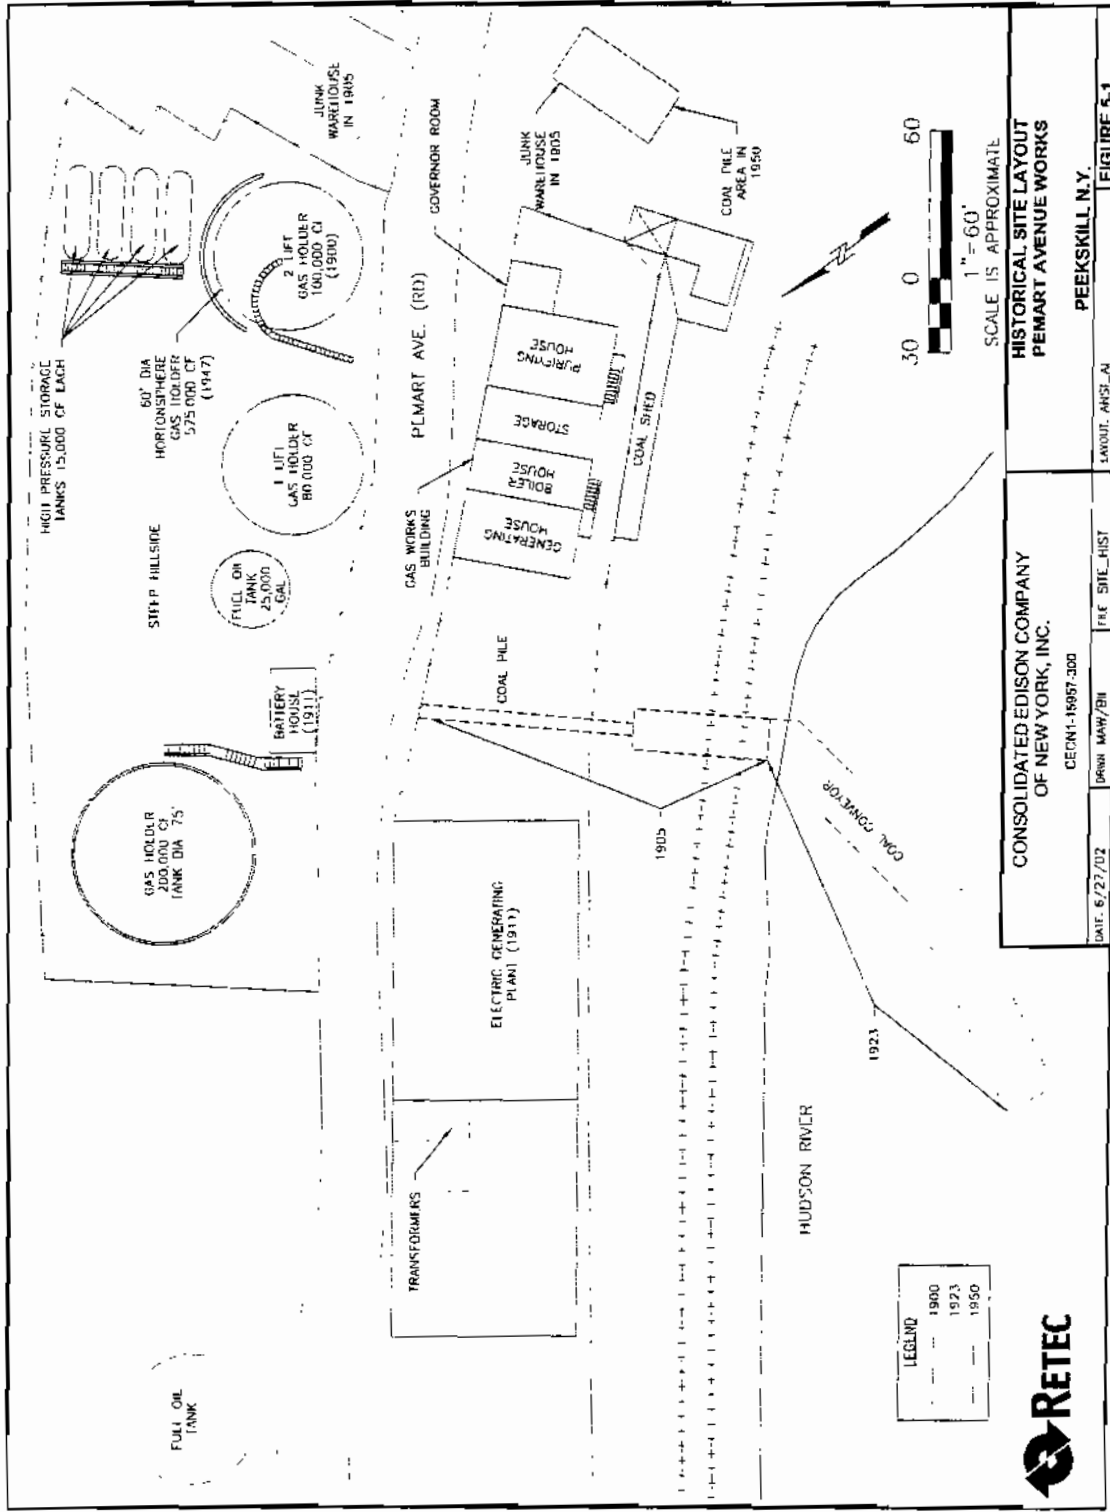 HIGH PRESSURE STORAGE
TANKS 15,000 CF EACH
60' DIA
HORTONSPHERE
GAS HOLDER
575,000 CF
(1947)
JUNK
WAREHOUSE
IN 1905
2 LIFT
GAS HOLDER
100,000 CF
(1900)
1 LIFT
GAS HOLDER
80,000 CF
STEEP HILLSIDE
FUEL OIL
TANK
25,000
GAL
BATTERY
HOUSE
(1911)
GAS HOLDER
200,000 CF
TANK DIA 75'
FUEL OIL
TANK
PEMART AVE. (RD)
GOVERNOR ROOM
JUNK
WAREHOUSE
IN 1905
COAL PILE
AREA IN
1950
GAS WORKS
BUILDING
PURIFYING
HOUSE
STORAGE
BOILER
HOUSE
GENERATING
HOUSE
COAL SHED
COAL PILE
1905
COAL CONVEYOR
1923
ELECTRIC GENERATING
PLANT (1911)
TRANSFORMERS
HUDSON RIVER
N
30 0 60
1"=60'
SCALE IS APPROXIMATE
LEGEND
1900
1923
1950
RETEC
CONSOLIDATED EDISON COMPANY
OF NEW YORK, INC.
CECN1-15957-300
HISTORICAL SITE LAYOUT
PEMART AVENUE WORKS
PEEKSKILL N.Y.
DATE: 6/27/02
DRWN MAW/BH
FILE SITE_HIST
LAYOUT: ANSI_AL
FIGURE 5-1